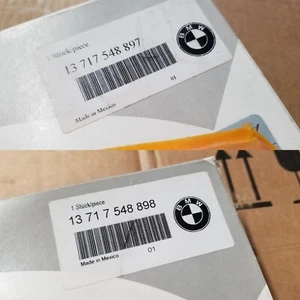 1 Stück/piece
13 717 548 897
BMW
01
Made in Mexico
1 Stuck/piece
13 71 7 548 898
BMW
01
Made in Mexico